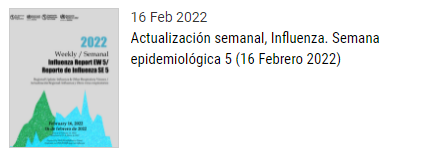 2022
Weekly / Semanal
Influenza Report EW 5/
Reporte de Influenza SE 5
February 16, 2022
16 de febrero de 2022
16 Feb 2022
Actualización semanal, Influenza. Semana
epidemiológica 5 (16 Febrero 2022)